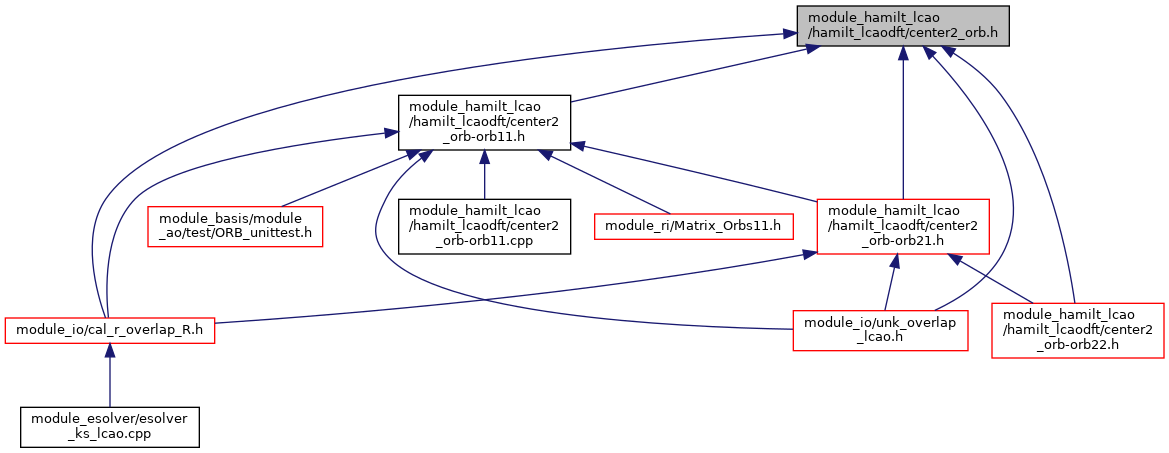 module_hamilt_lcao
/hamilt_lcaodft/center2_orb.h
module_hamilt_lcao
/hamilt_lcaodft/center2
_orb-orb11.h
module_basis/module
_ao/test/ORB_unittest.h
module_hamilt_lcao
/hamilt_lcaodft/center2
_orb-orb11.cpp
module_ri/Matrix_Orbs11.h
module_hamilt_lcao
/hamilt_lcaodft/center2
_orb-orb21.h
module_io/cal_r_overlap_R.h
module_io/unk_overlap
_lcao.h
module_hamilt_lcao
/hamilt_lcaodft/center2
_orb-orb22.h
module_esolver/esolver
_ks_lcao.cpp